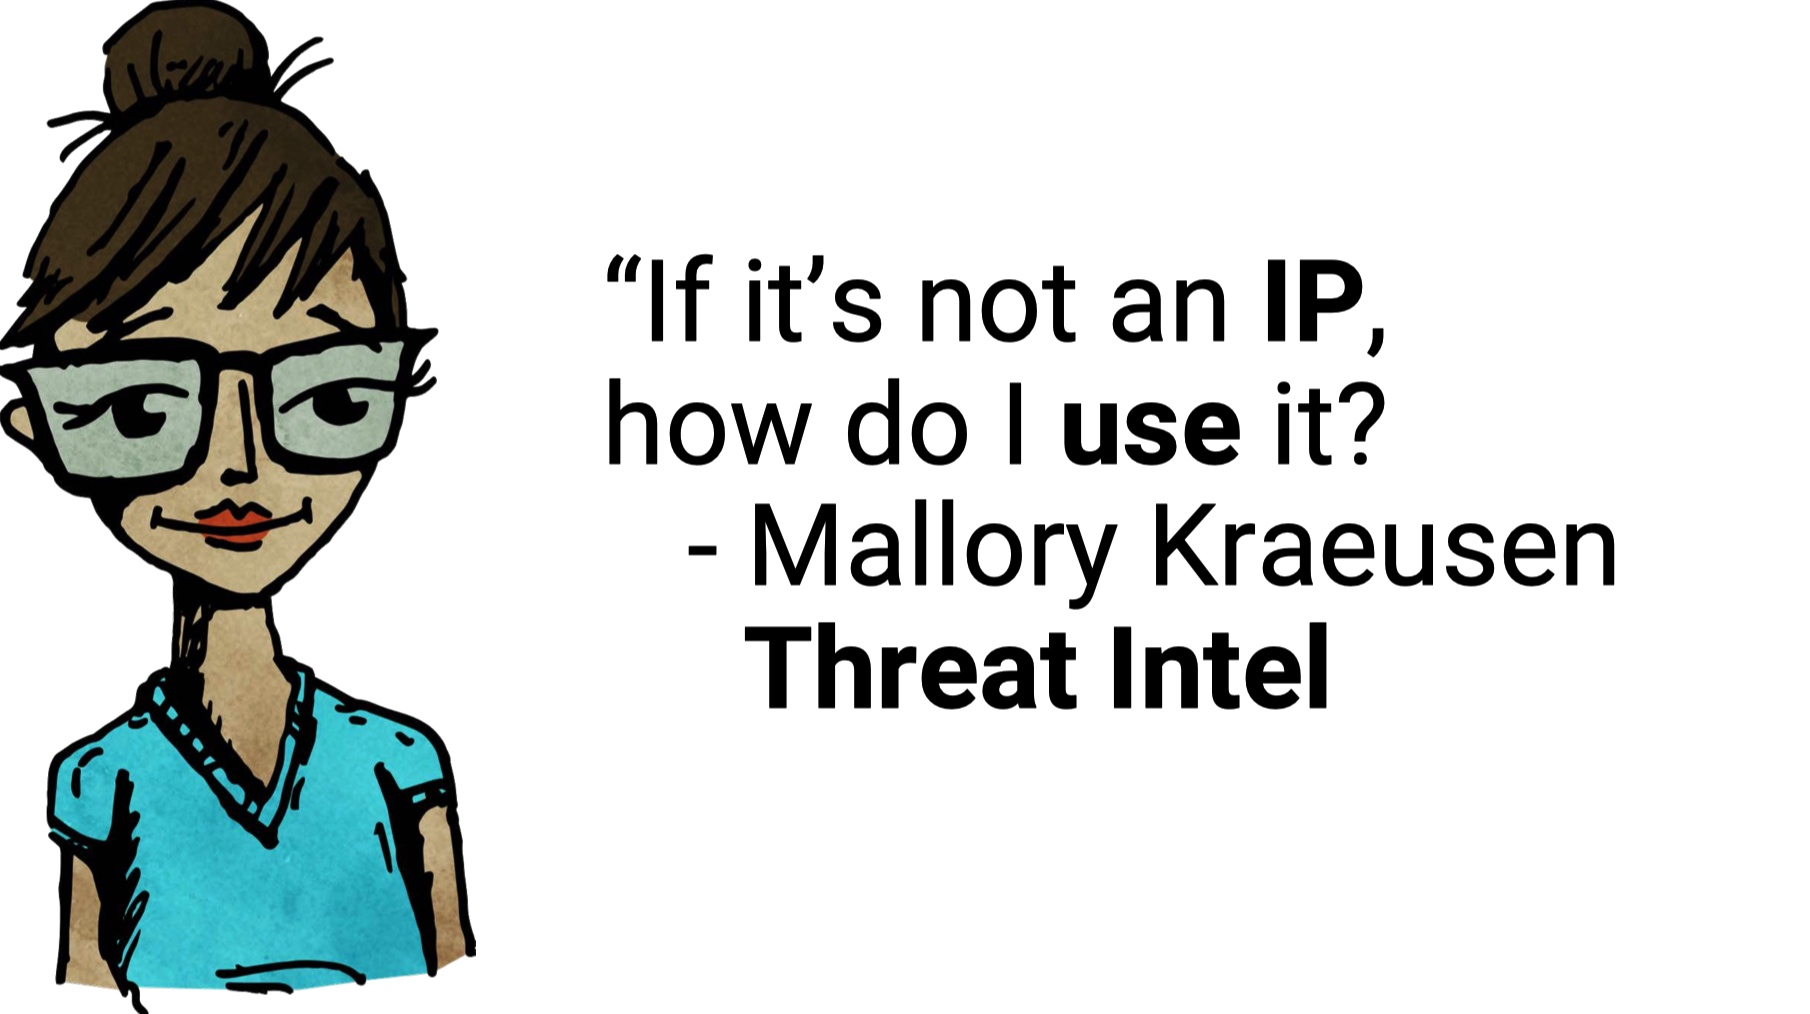 “If it’s not an IP,
how do I use it?
- Mallory Kraeusen
Threat Intel